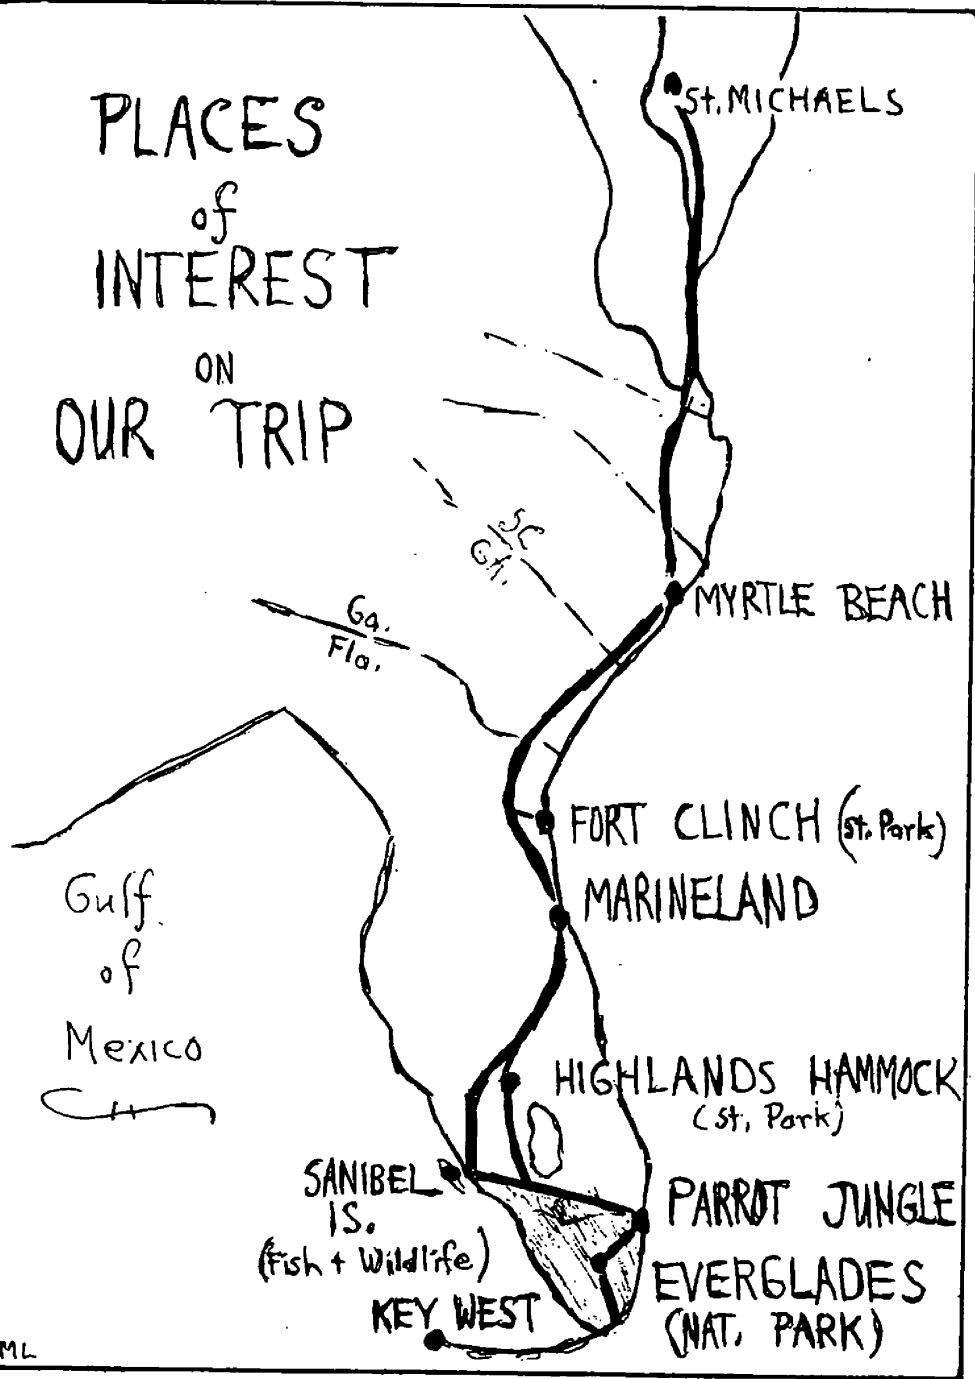 PLACES
of
INTEREST
ON
OUR TRIP
St. MICHAELS
SC
GA.
MYRTLE BEACH
Ga.
Fla.
FORT CLINCH (St. Park)
MARINELAND
Gulf
of
Mexico
HIGHLANDS HAMMOCK
(St. Park)
SANIBEL
IS.
(Fish + Wildlife)
PARROT JUNGLE
EVERGLADES
(NAT. PARK)
KEY WEST
ML